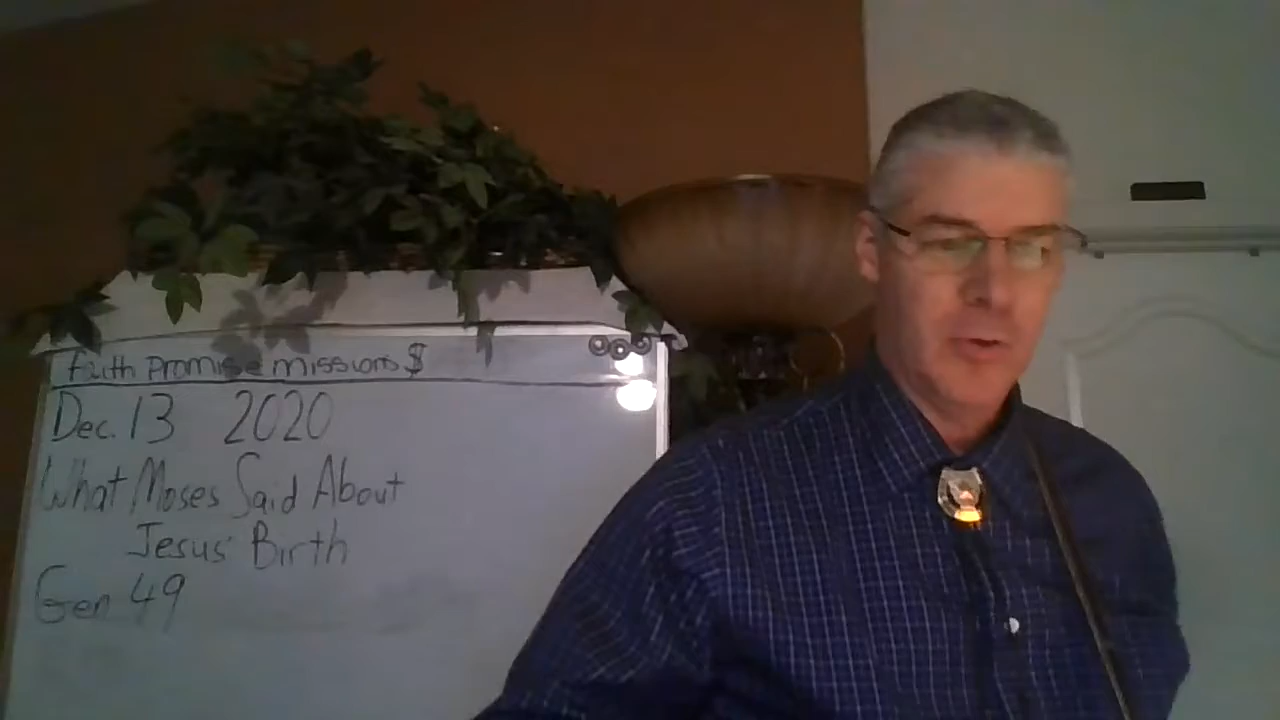 Faith Promise missions $
Dec. 13 2020
What Moses Said About
Jesus' Birth
Gen 49